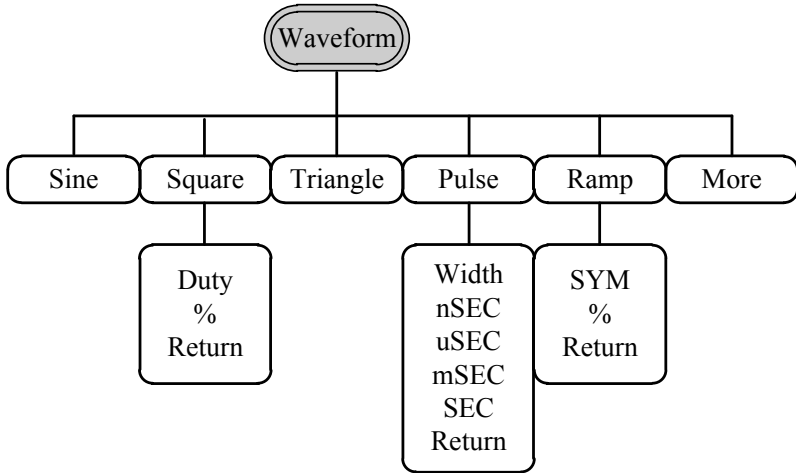 Waveform
Sine
Square
Triangle
Pulse
Ramp
More
Duty
%
Return
Width
nSEC
uSEC
mSEC
SEC
Return
SYM
%
Return